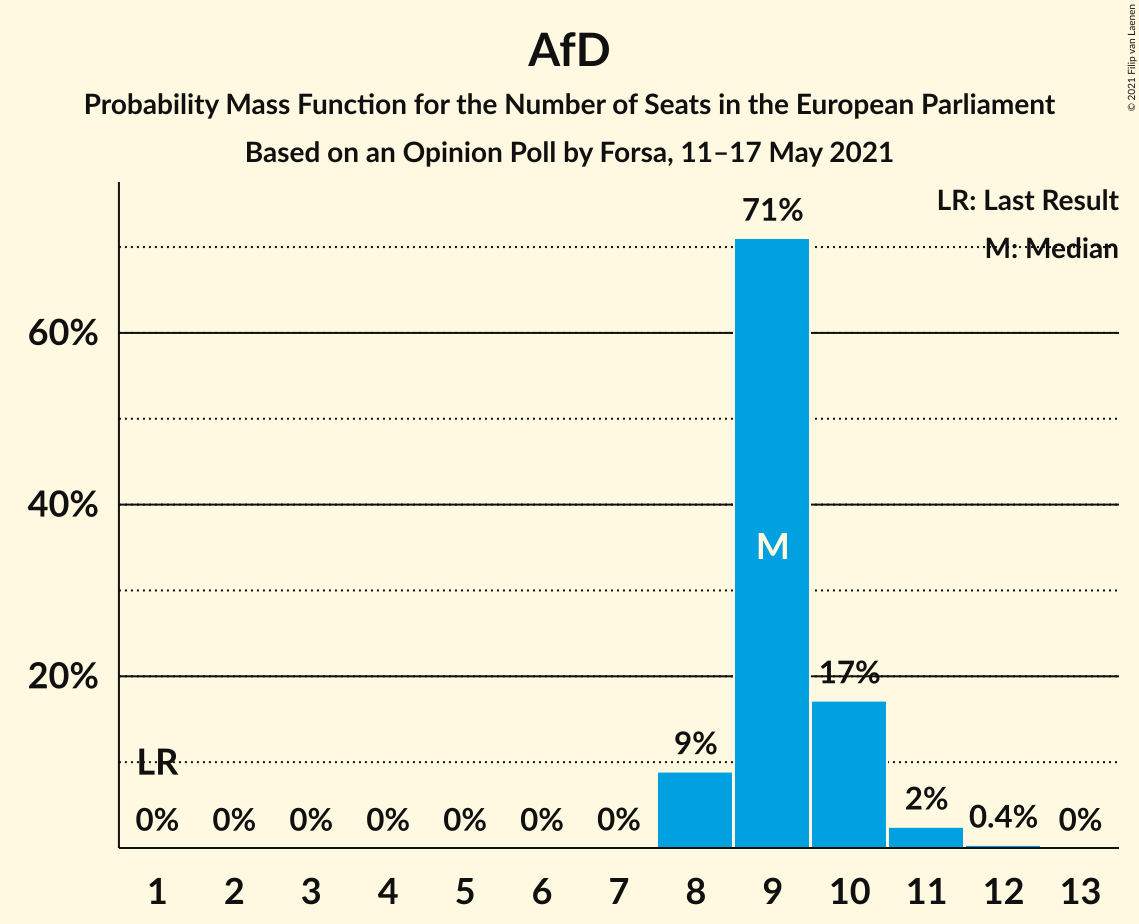 AfD
Probability Mass Function for the Number of Seats in the European Parliament
Based on an Opinion Poll by Forsa, 11–17 May 2021
© 2021 Filip van Laenen
LR: Last Result
M: Median
71%
60%
40%
M
20%
17%
9%
LR
2%
0.4%
0% 0% 0% 0% 0% 0% 0% 0%
1 2 3 4 5 6 7 8 9 10 11 12 13